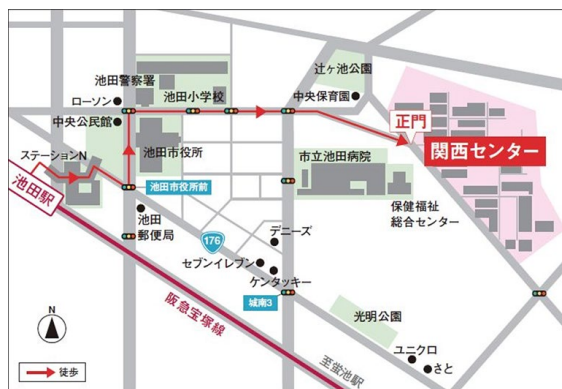 辻ヶ池公園
池田警察署
ローソン
池田小学校
中央保育園
中央公民館
正門
関西センター
ステーションN
池田市役所
市立池田病院
池田駅
池田市役所前
保健福祉
総合センター
池田
郵便局
176
デニーズ
セブンイレブン
ケンタッキー
城南3
阪急宝塚線
光明公園
N
至蛍池駅
ユニクロ
さと
徒歩